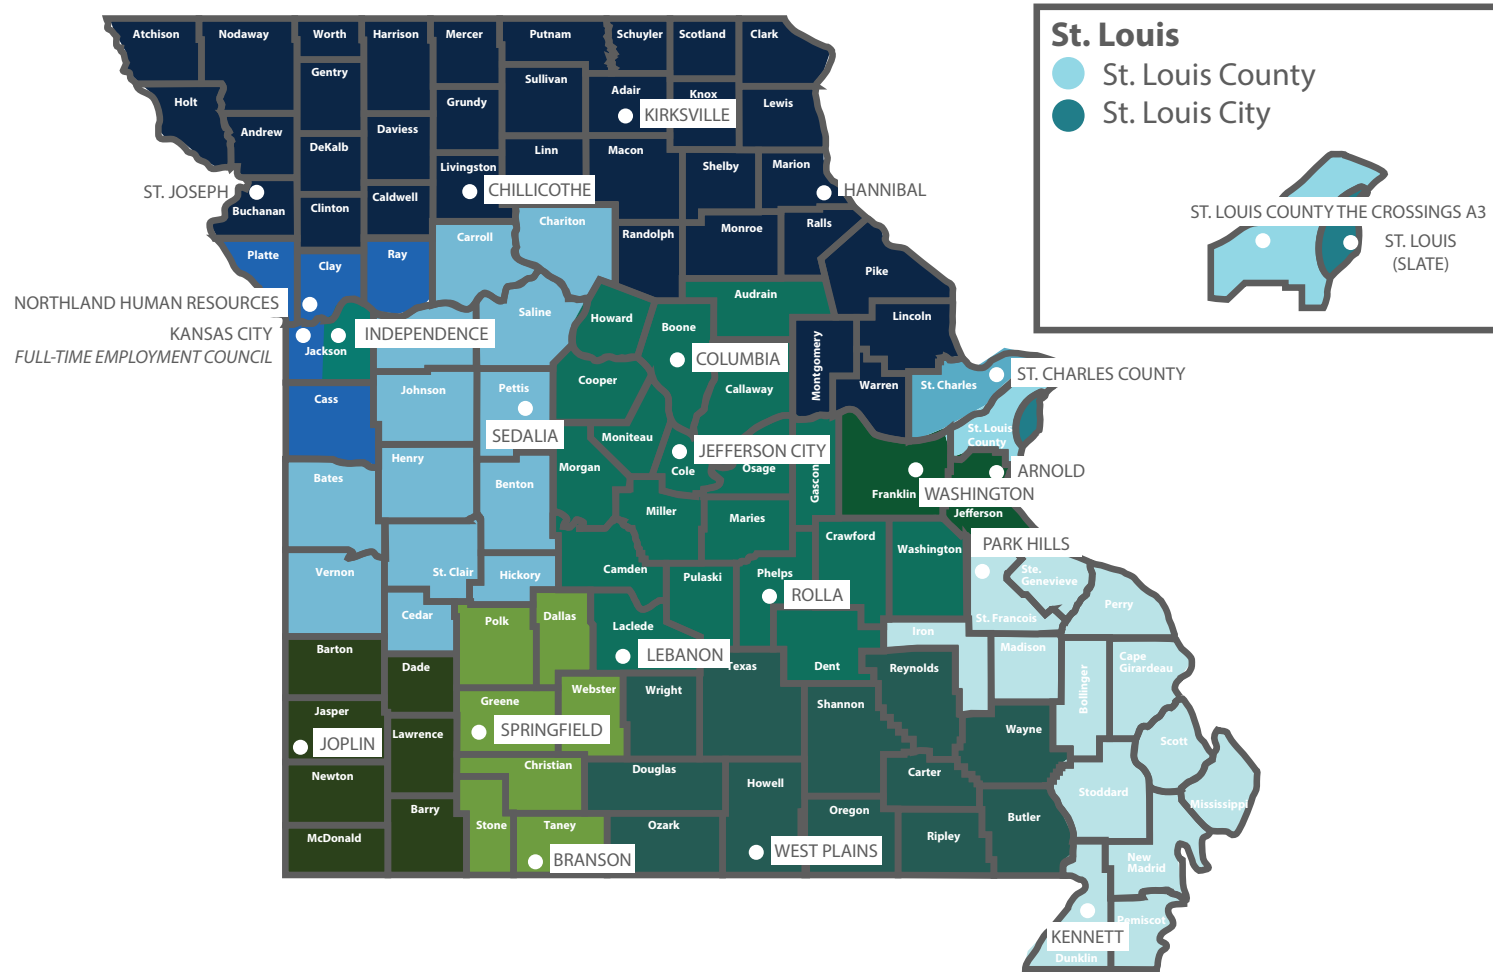 Atchison
Nodaway
Worth
Harrison
Mercer
Putnam
Schuyler
Scotland
Clark
St. Louis
St. Louis County
St. Louis City
Gentry
Sullivan
Adair
Knox
Holt
Grundy
Lewis
KIRKSVILLE
Andrew
Daviess
DeKalb
Linn
Macon
Livingston
Shelby
Marion
ST. JOSEPH
CHILLICOTHE
HANNIBAL
Buchanan
Clinton
Caldwell
ST. LOUIS COUNTY THE CROSSINGS A3
ST. LOUIS
(SLATE)
Chariton
Carroll
Randolph
Monroe
Ralls
Platte
Clay
Ray
Pike
Audrain
NORTHLAND HUMAN RESOURCES
Saline
Howard
Boone
Lincoln
KANSAS CITY
INDEPENDENCE
FULL-TIME EMPLOYMENT COUNCIL
Jackson
COLUMBIA
Montgomery
Cass
Johnson
Pettis
Cooper
Callaway
Warren
St. Charles
ST. CHARLES COUNTY
SEDALIA
Moniteau
JEFFERSON CITY
St. Louis
County
Henry
Morgan
Cole
Osage
Gascon
ARNOLD
Bates
Benton
Franklin
WASHINGTON
Miller
Maries
Jefferson
Crawford
Washington
PARK HILLS
Vernon
St. Clair
Hickory
Camden
Pulaski
Phelps
Ste.
Genevieve
ROLLA
Perry
Cedar
Polk
Dallas
Laclede
St. Francois
Iron
Barton
Dade
LEBANON
Texas
Dent
Reynolds
Madison
Cape
Girardeau
Bollinger
Jasper
Greene
Webster
Wright
Shannon
JOPLIN
Lawrence
SPRINGFIELD
Wayne
Scott
Newton
Christian
Douglas
Howell
Carter
Stoddard
Mississippi
McDonald
Barry
Stone
Taney
Ozark
Oregon
Ripley
Butler
BRANSON
WEST PLAINS
New
Madrid
Pemiscot
KENNETT
Dunklin